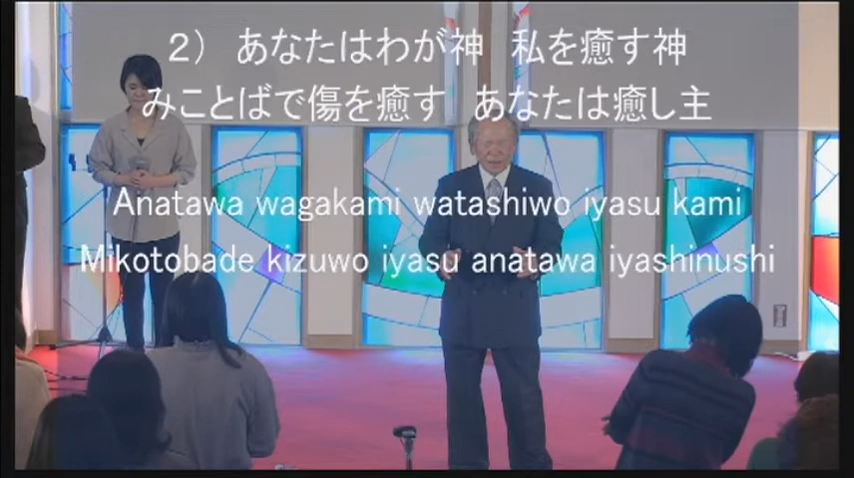 ２） あなたはわが神 私を癒す神
みことばで傷を癒す あなたは癒し主
Anatawa wagakami watashiwo iyasu kami
Mikotobade kizuwo iyasu anatawa iyashinushi